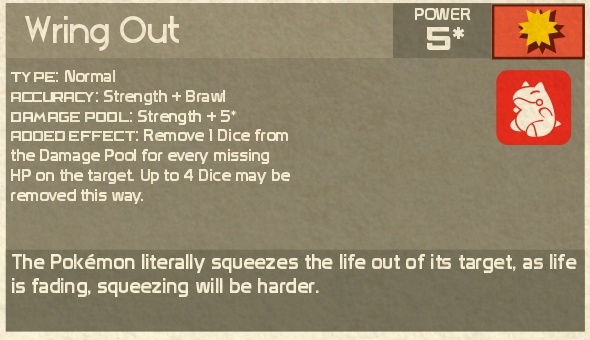 Wring Out
POWER
5*
TYPE: Normal
ACCURACY: Strength + Brawl
DAMAGE POOL: Strength + 5*
ADDED EFFECT: Remove 1 Dice from
the Damage Pool for every missing
HP on the target. Up to 4 Dice may be
removed this way.
The Pokémon literally squeezes the life out of its target, as life
is fading, squeezing will be harder.